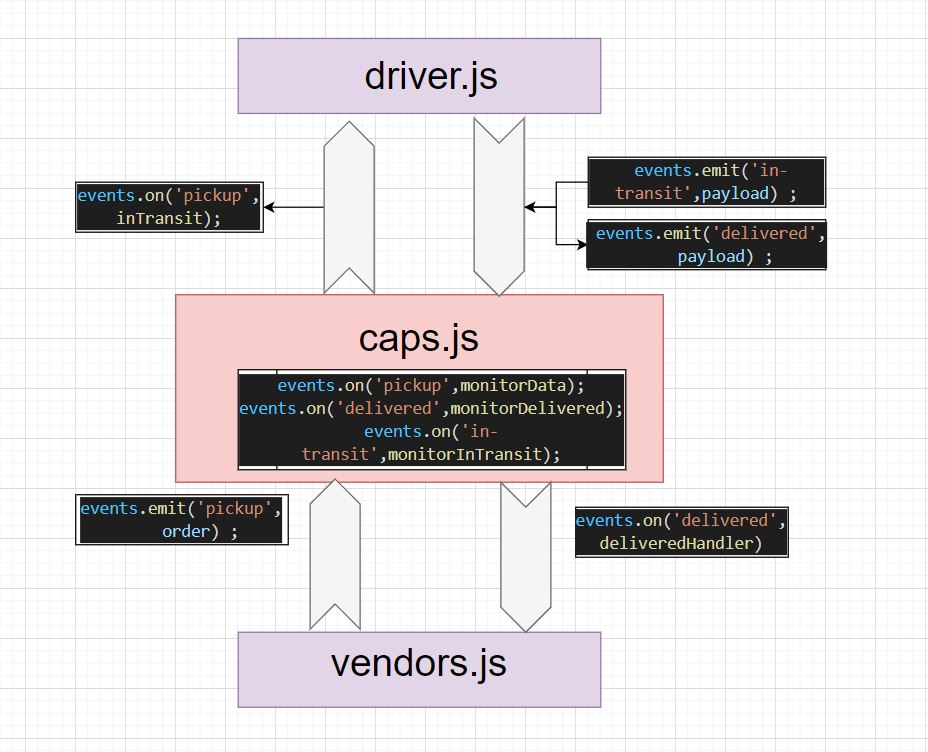 driver.js
events.on('pickup',
inTransit);
events.emit('in-
transit',payload) ;
events.emit('delivered',
payload) ;
caps.js
events.on('pickup',monitorData);
events.on('delivered',monitorDelivered);
events.on('in-
transit',monitorInTransit);
events.emit('pickup',
order) ;
events.on('delivered',
deliveredHandler)
vendors.js